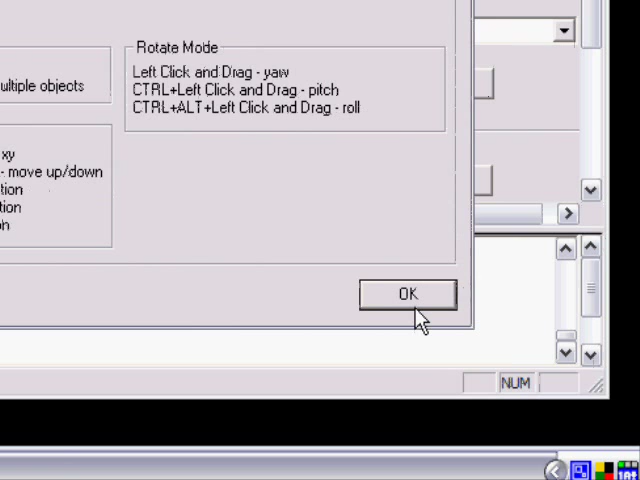 Rotate Mode
Left Click and Drag - yaw
CTRL+Left Click and Drag - pitch
CTRL+ALT+Left Click and Drag - roll
ultiple objects
xy
- move up/down
tion
tion
OK
NUM